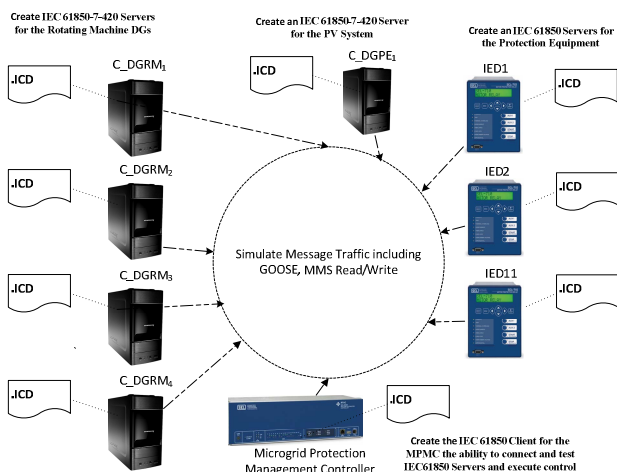 Create IEC 61850-7-420 Servers
for the Rotating Machine DGs
Create an IEC 61850-7-420 Server
for the PV System
Create an IEC 61850 Servers for
the Protection Equipment
.ICD
C_DGRM1
.ICD
C_DGPE1
IED1
.ICD
.ICD
C_DGRM2
IED2
.ICD
Simulate Message Traffic including
GOOSE, MMS Read/Write
.ICD
C_DGRM3
IED11
.ICD
.ICD
C_DGRM4
.ICD
Microgrid Protection
Management Controller
Create the IEC 61850 Client for the
MPMC the ability to connect and test
IEC61850 Servers and execute control